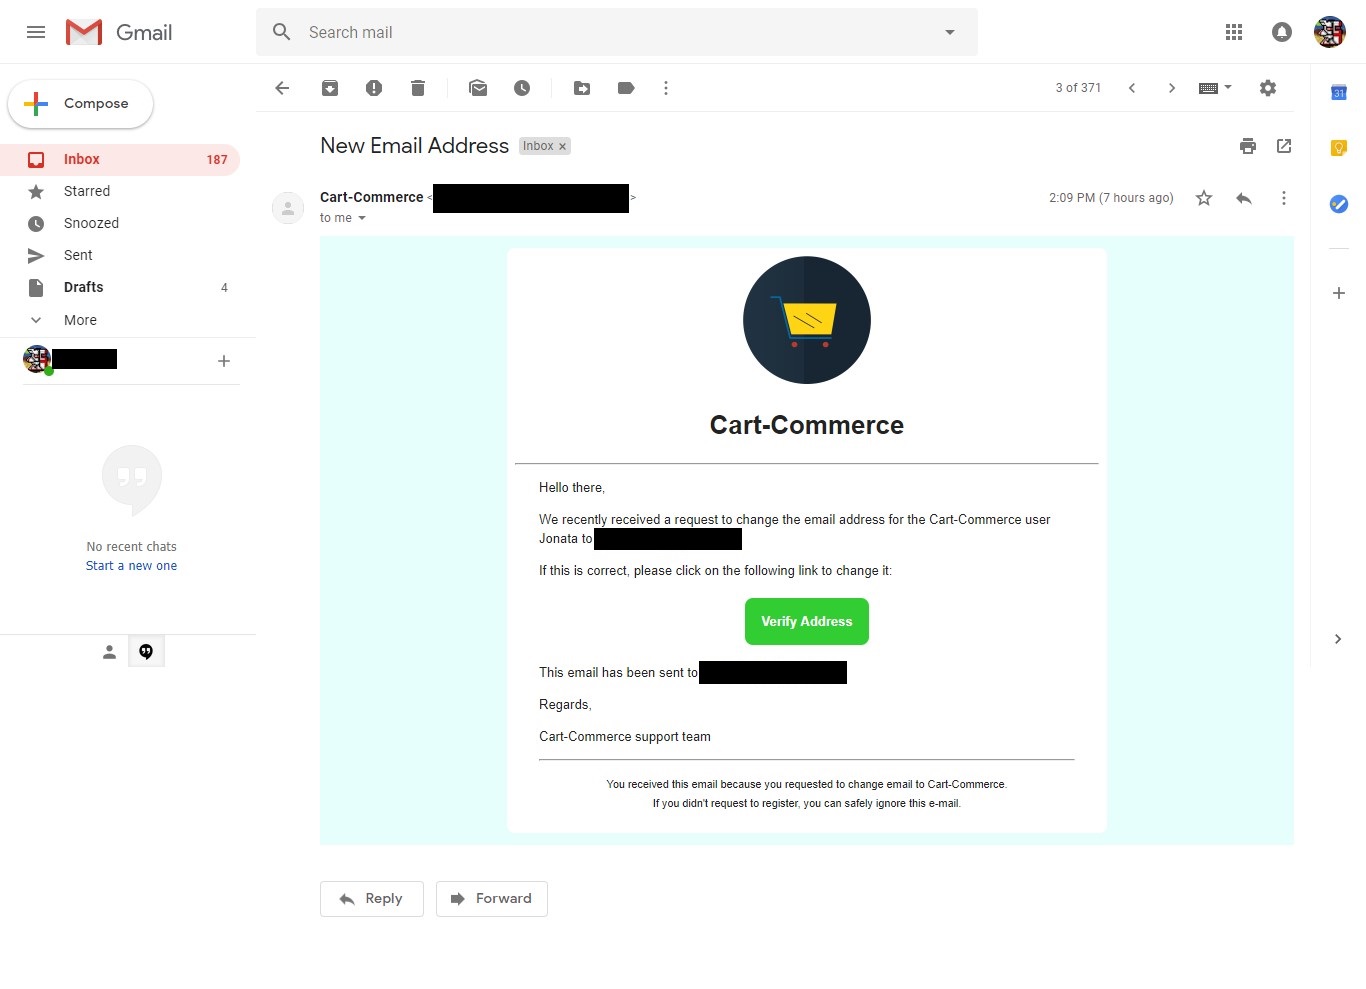 Gmail
Search mail
Compose
3 of 371
31
Inbox 187
Starred
Snoozed
Sent
Drafts 4
More
No recent chats
Start a new one
New Email Address Inbox x
Cart-Commerce < >
2:09 PM (7 hours ago)
to me
Cart-Commerce
Hello there,
We recently received a request to change the email address for the Cart-Commerce user
Jonata to
If this is correct, please click on the following link to change it:
Verify Address
This email has been sent to
Regards,
Cart-Commerce support team
You received this email because you requested to change email to Cart-Commerce.
If you didn't request to register, you can safely ignore this e-mail.
Reply
Forward